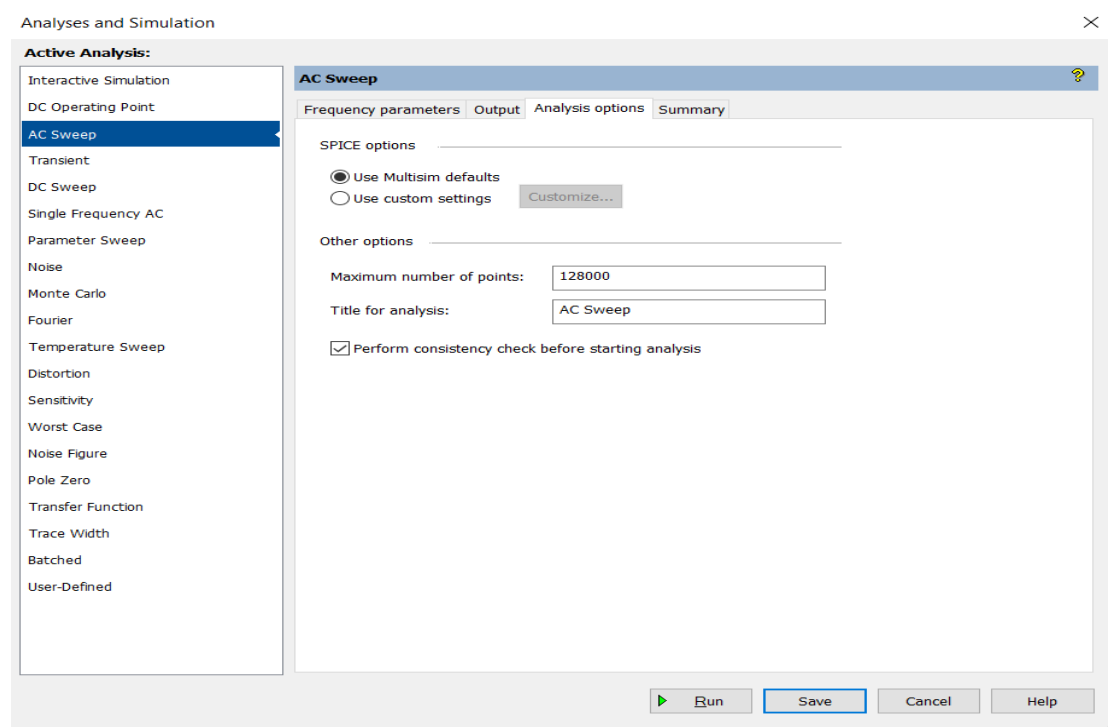 Analyses and Simulation
Active Analysis:
Interactive Simulation
DC Operating Point
AC Sweep
Transient
DC Sweep
Single Frequency AC
Parameter Sweep
Noise
Monte Carlo
Fourier
Temperature Sweep
Distortion
Sensitivity
Worst Case
Noise Figure
Pole Zero
Transfer Function
Trace Width
Batched
User-Defined
AC Sweep
?
Frequency parameters Output Analysis options Summary
SPICE options
Use Multisim defaults
Use custom settings Customize...
Other options
Maximum number of points: 128000
Title for analysis: AC Sweep
Perform consistency check before starting analysis
Run Save Cancel Help